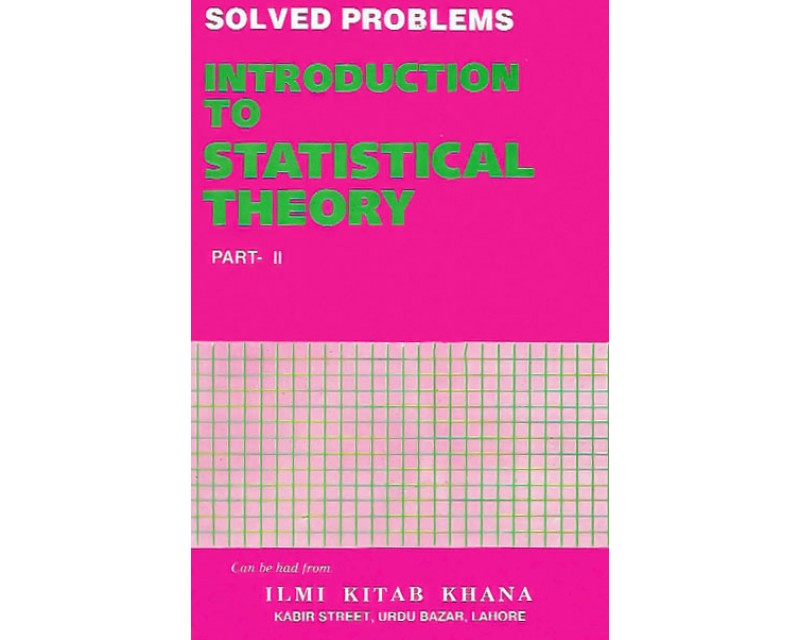 SOLVED PROBLEMS
INTRODUCTION
TO
STATISTICAL
THEORY
PART- II
Can be had from:
ILMI KITAB KHANA
KABIR STREET, URDU BAZAR, LAHORE